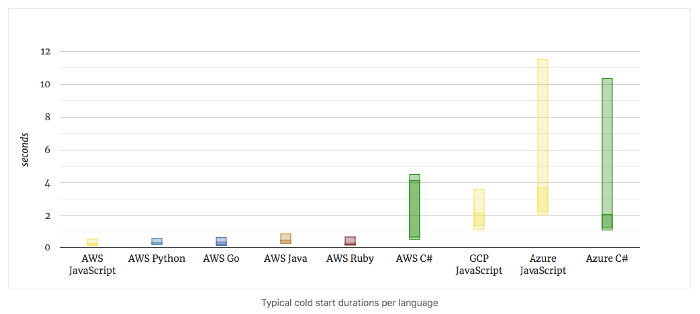 12
10
8
6
4
2
0
seconds
AWS JavaScript
AWS Python
AWS Go
AWS Java
AWS Ruby
AWS C#
GCP JavaScript
Azure JavaScript
Azure C#
Typical cold start durations per language